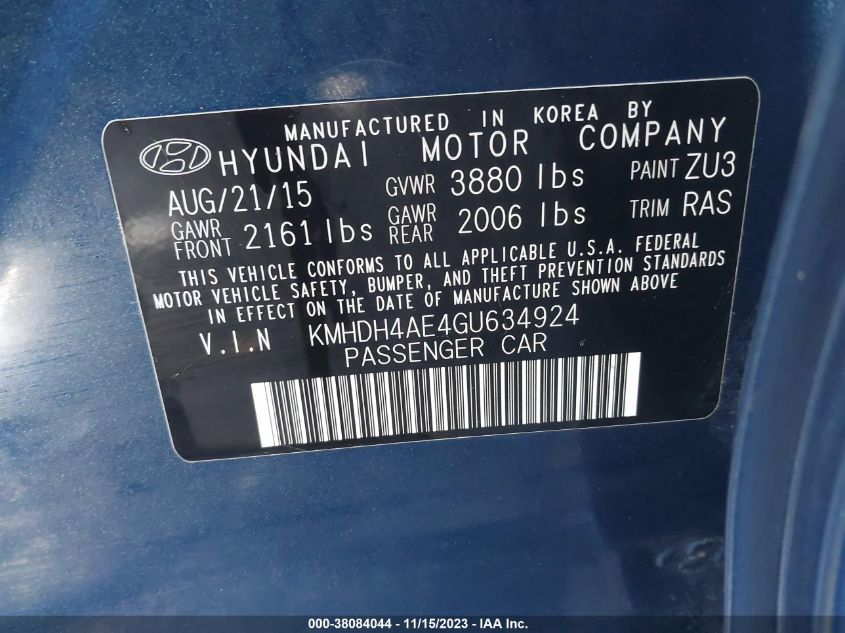 MANUFACTURED IN KOREA BY
HYUNDAI MOTOR COMPANY
AUG/21/15 GVWR 3880 lbs PAINT ZU3
GAWR FRONT 2161 lbs GAWR REAR 2006 lbs TRIM RAS
THIS VEHICLE CONFORMS TO ALL APPLICABLE U.S.A. FEDERAL
MOTOR VEHICLE SAFETY, BUMPER, AND THEFT PREVENTION STANDARDS
IN EFFECT ON THE DATE OF MANUFACTURE SHOWN ABOVE
V.I.N KMHDH4AE4GU634924
PASSENGER CAR
000-38084044 - 11/15/2023 - IAA Inc.